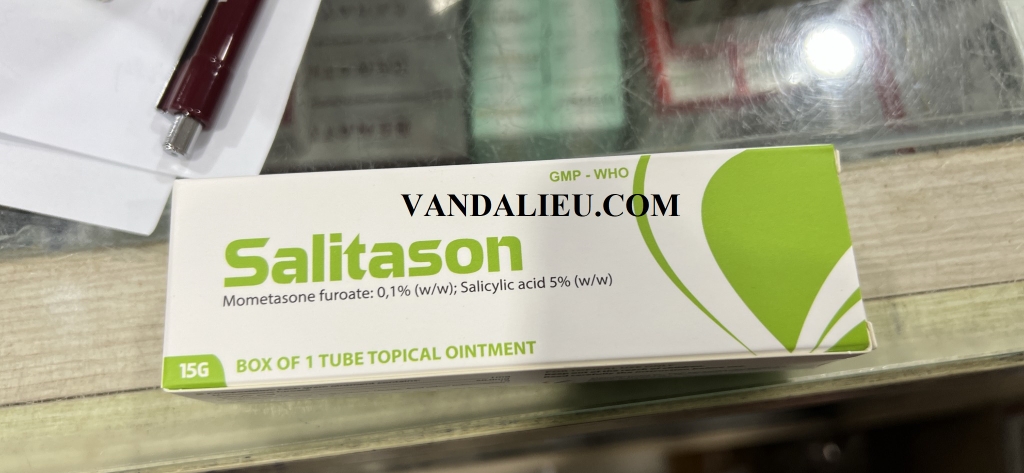 GMP - WHO
VANDALIEU.COM
Salitason
Mometasone furoate: 0,1% (w/w); Salicylic acid 5% (w/w)
15G
BOX OF 1 TUBE TOPICAL OINTMENT